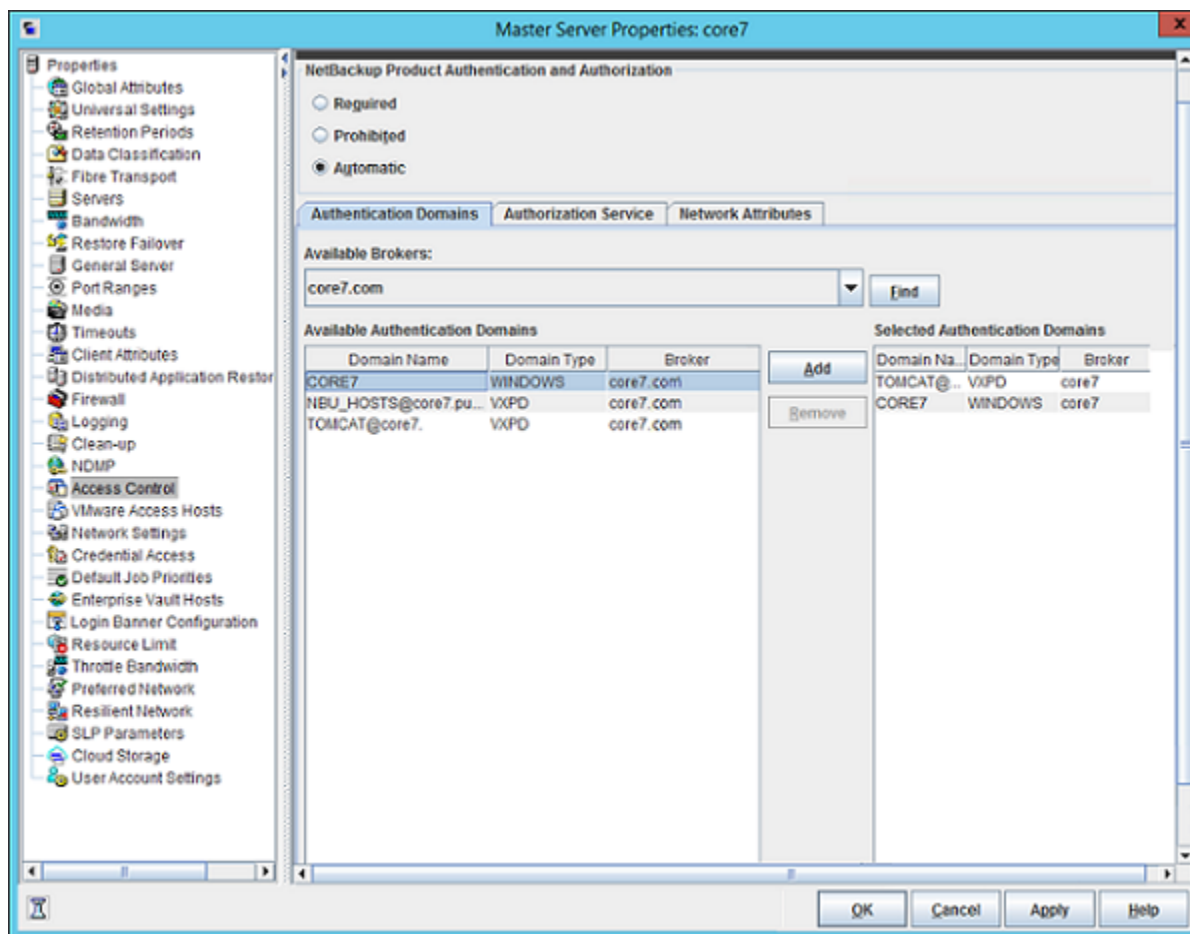 Master Server Properties: core7
Properties
Global Attributes
Universal Settings
Retention Periods
Data Classification
Fibre Transport
Servers
Bandwidth
Restore Failover
General Server
Port Ranges
Media
Timeouts
Client Attributes
Distributed Application Restor
Firewall
Logging
Clean-up
NDMP
Access Control
VMware Access Hosts
Network Settings
Credential Access
Default Job Priorities
Enterprise Vault Hosts
Login Banner Configuration
Resource Limit
Throttle Bandwidth
Preferred Network
Resilient Network
SLP Parameters
Cloud Storage
User Account Settings
NetBackup Product Authentication and Authorization
Required
Prohibited
Automatic
Authentication Domains Authorization Service Network Attributes
Available Brokers:
core7.com Find
Available Authentication Domains
Domain Name Domain Type Broker
CORE7 WINDOWS core7.com
NBU_HOSTS@core7.pu... VXPD core7.com
TOMCAT@core7. VXPD core7.com
Add
Remove
Selected Authentication Domains
Domain Na... Domain Type Broker
TOMCAT@... VXPD core7
CORE7 WINDOWS core7
OK Cancel Apply Help